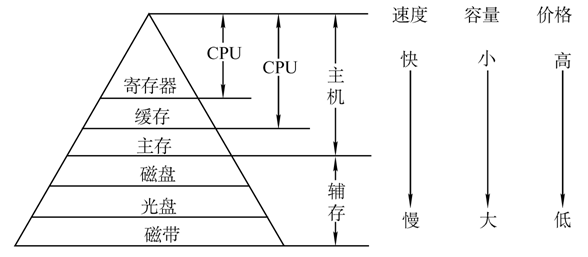 速度 容量 价格
CPU
CPU
主机
快 小 高
寄存器
缓存
主存
磁盘
光盘
磁带
辅存
慢 大 低